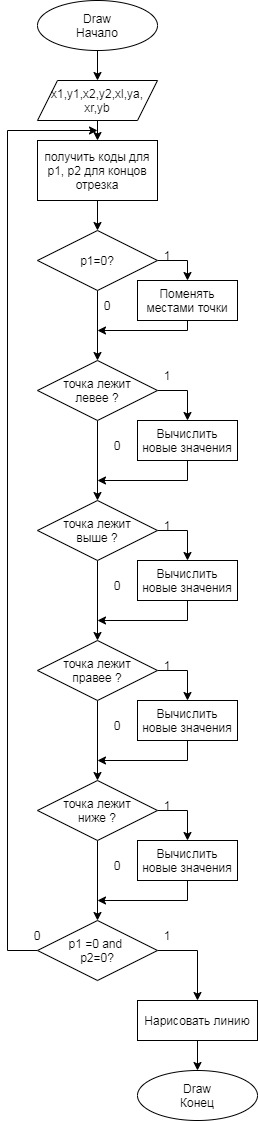 Draw
Начало
x1,y1,x2,y2,xl,ya,
xr,yb
получить коды для
p1, p2 для концов
отрезка
p1=0?
1
0
Поменять
местами точки
точка лежит
левее ?
1
0
Вычислить
новые значения
точка лежит
выше ?
1
0
Вычислить
новые значения
точка лежит
правее ?
1
0
Вычислить
новые значения
точка лежит
ниже ?
1
0
Вычислить
новые значения
0
p1 =0 and
p2=0?
1
Нарисовать линию
Draw
Конец